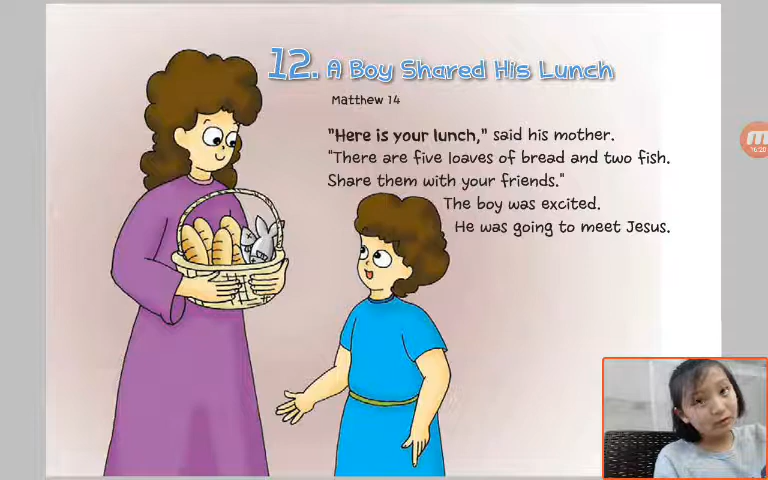 12. A Boy Shared His Lunch
Matthew 14
"Here is your lunch," said his mother.
"There are five loaves of bread and two fish.
Share them with your friends."
The boy was excited.
He was going to meet Jesus.
16:20